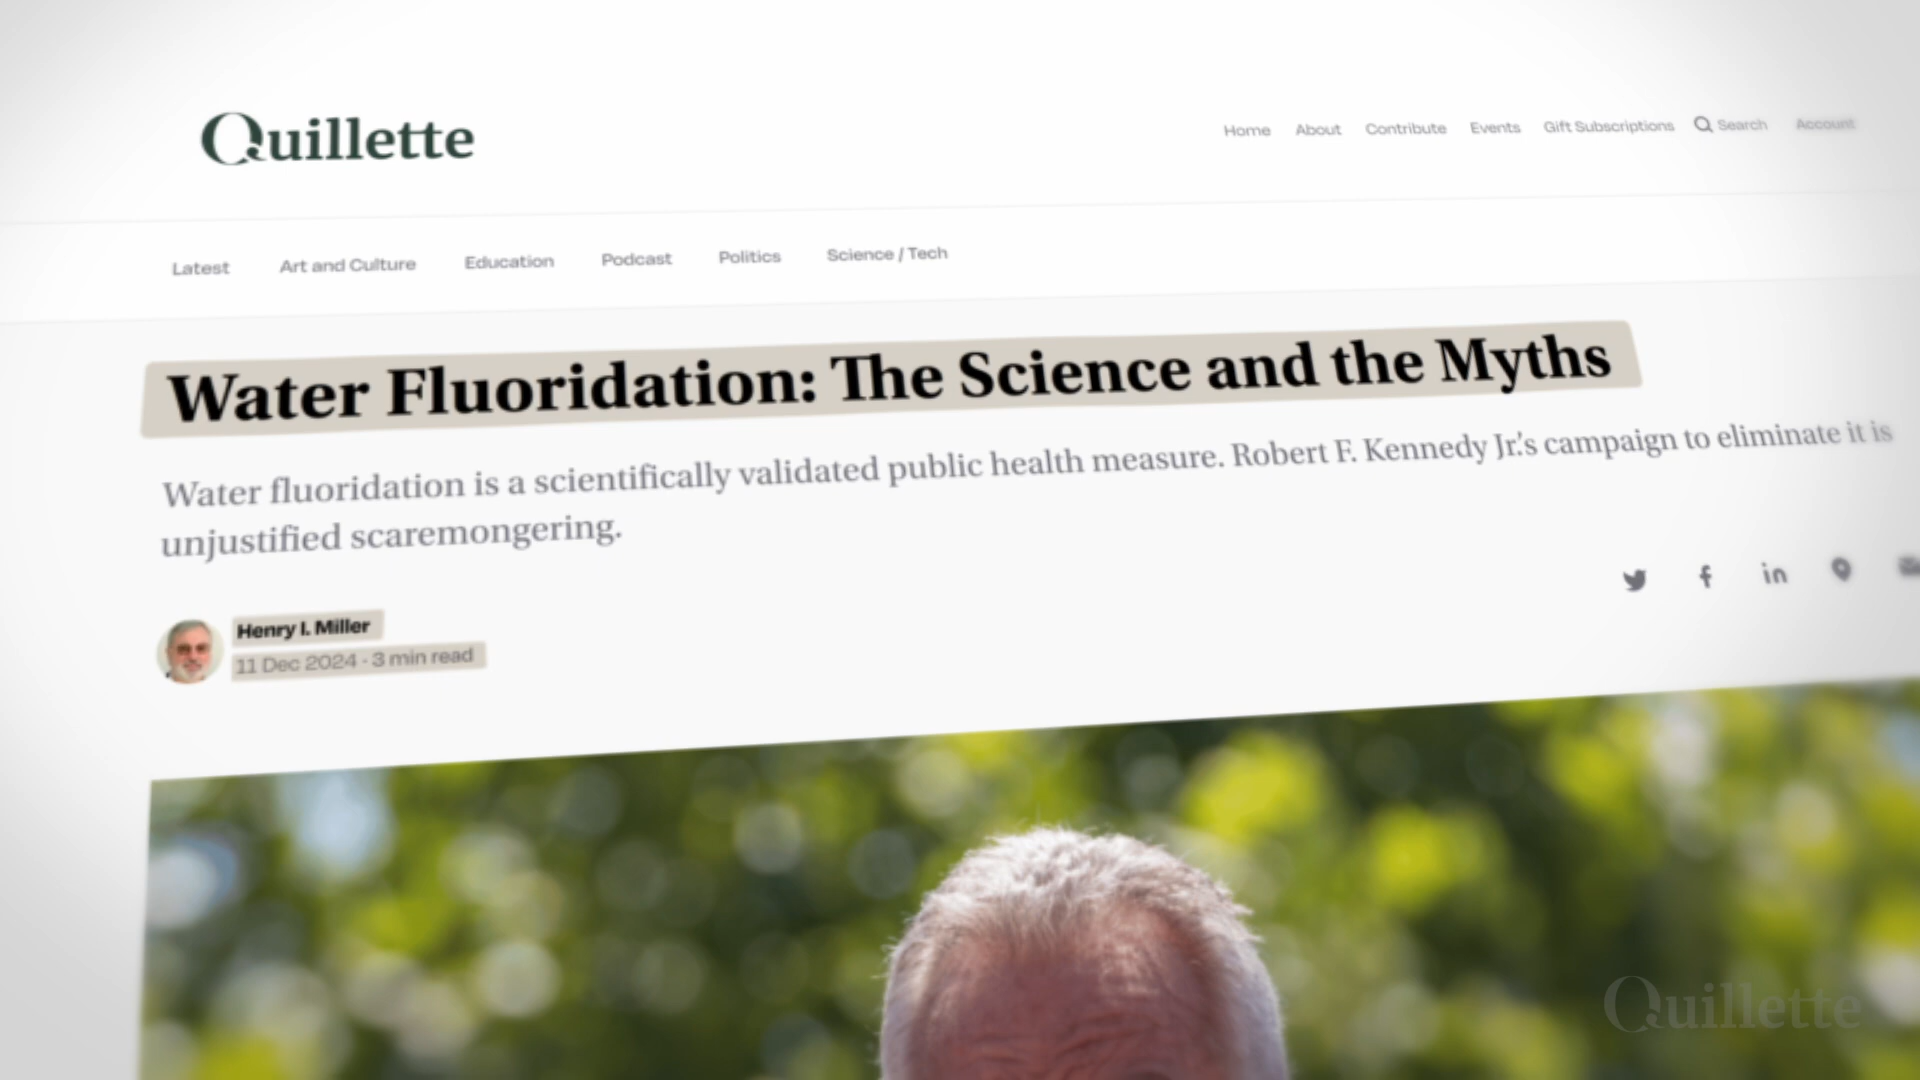 Quillette
Home About Contribute Events Gift Subscriptions Search Account
Latest Art and Culture Education Podcast Politics Science / Tech
Water Fluoridation: The Science and the Myths
Water fluoridation is a scientifically validated public health measure. Robert F. Kennedy Jr.'s campaign to eliminate it is
unjustified scaremongering.
Henry I. Miller
11 Dec 2024 · 3 min read
Quillette